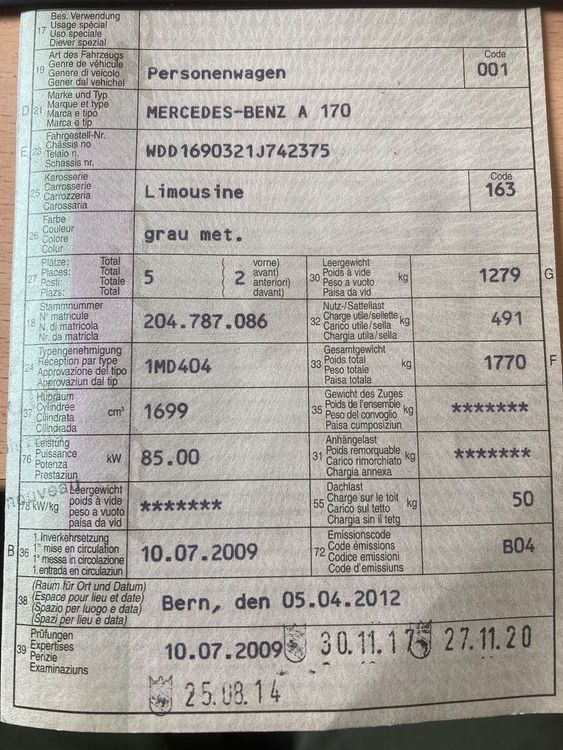 17 Bes. Verwendung
Usage spécial
Uso speciale
Diever spezial
19 Art des Fahrzeugs
Genre de véhicule
Genere di veicolo
Gener dal vehichel
Personenwagen
Code
001
D 21 Marke und Typ
Marque et type
Marca e tipo
Marca e tip
MERCEDES-BENZ A 170
E 23 Fahrgestell-Nr.
Châssis no
Telaio n.
Schassis nr.
WDD1690321J742375
25 Karosserie
Carrosserie
Carrozzeria
Carossaria
Limousine
Code
163
26 Farbe
Couleur
Colore
Colur
grau met.
27 Plätze: Total
Places: Total
Posti: Totale
Plazs: Total
5
2
vorne)
avant)
anteriori)
davant)
30 Leergewicht
Poids à vide
Peso a vuoto
Paisa da vid
kg
1279
G
18 Stammnummer
N° matricule
N. di matricola
Nr. da matricla
204.787.086
32 Nutz-/Sattellast
Charge utile/sellette
Carico utile/sella
Chargia utila/sella
kg
491
24 Typengenehmigung
Réception par type
Approvazione del tipo
Approvaziun dal tip
1MD404
33 Gesamtgewicht
Poids total
Peso totale
Paisa totala
kg
1770
F
37 Hubraum
Cylindrée
Cilindrata
Cilindrada
cm³
1699
35 Gewicht des Zuges
Poids de l'ensemble
Peso del convoglio
Paisa cumposiziun
kg
*******
76 Leistung
Puissance
Potenza
Prestaziun
kW
85.00
31 Anhängelast
Poids remorquable
Carico rimorchiato
Chargia annexa
kg
*******
nouveau
78 kW/kg
Leergewicht
poids à vide
peso a vuoto
paisa da vid
*******
55 Dachlast
Charge sur le toit
Carico sul tetto
Chargia sin il tetg
kg
50
B 36 1.Inverkehrsetzung
1re mise en circulation
1a messa in circolazione
1.entrada en circulaziun
10.07.2009
72 Emissionscode
Code émissions
Codice emissioni
Code d'emissiuns
B04
38 (Raum für Ort und Datum)
(Espace pour lieu et date)
(Spazio per luogo e data)
(Spazi per lieu e data)
Bern, den 05.04.2012
39 Prüfungen
Expertises
Perizie
Examinaziuns
10.07.2009
30.11.17
27.11.20
25.08.14